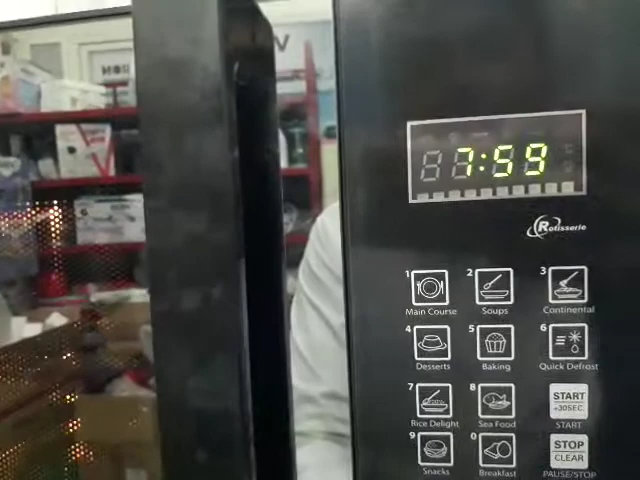 7:59
Rotisserie
1
Main Course
2
Soups
3
Continental
4
Desserts
5
Baking
6
Quick Defrost
7
Rice Delight
8
Sea Food
START
+30SEC.
START
9
Snacks
0
Breakfast
STOP
CLEAR
PAUSE/STOP